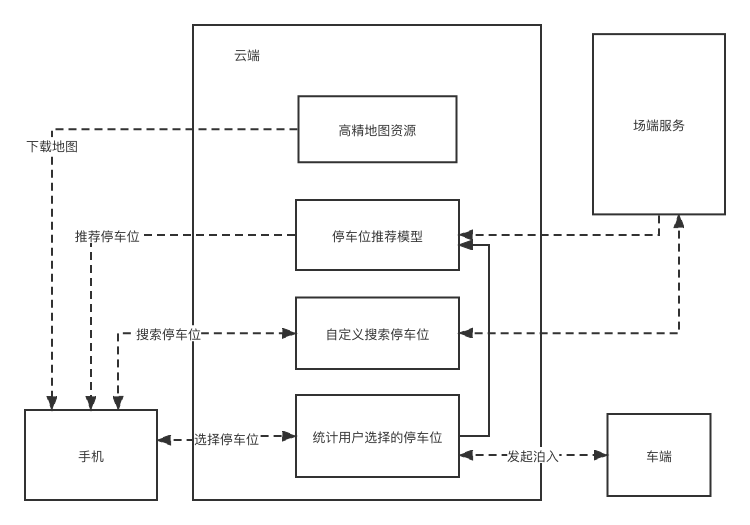 云端
高精地图资源
场端服务
下载地图
停车位推荐模型
推荐停车位
自定义搜索停车位
搜索停车位
统计用户选择的停车位
选择停车位
手机
发起泊入
车端